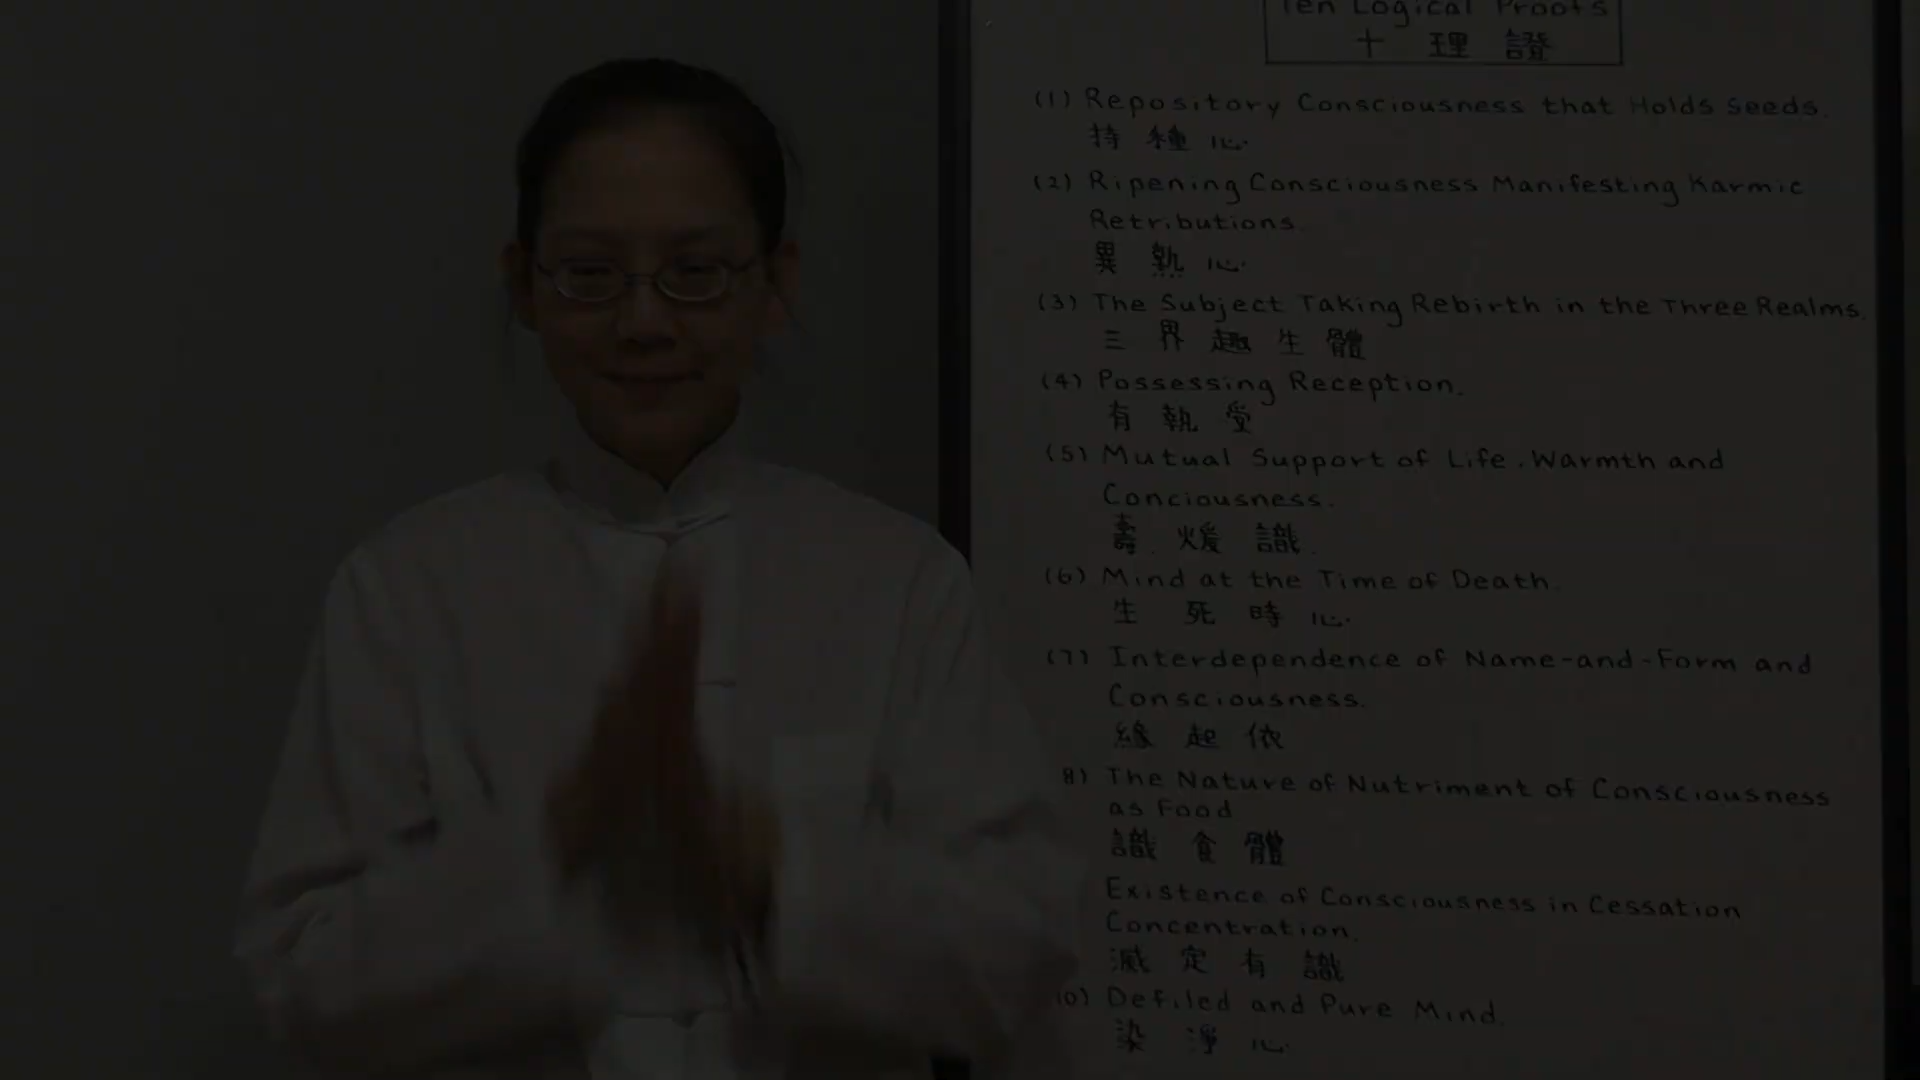 Ten Logical Proofs
十 理 證
(1) Repository Consciousness that Holds Seeds.
持 種 心
(2) Ripening Consciousness Manifesting Karmic
Retributions.
異 熟 心
(3) The Subject Taking Rebirth in the Three Realms.
三 界 趣 生 體
(4) Possessing Reception.
有 執 受
(5) Mutual Support of Life, Warmth and
Conciousness.
壽、煖 識
(6) Mind at the Time of Death.
生 死 時 心
(7) Interdependence of Name-and-Form and
Consciousness.
緣 起 依
8) The Nature of Nutriment of Consciousness
as Food
識 食 體
Existence of Consciousness in Cessation
Concentration.
滅 定 有 識
10) Defiled and Pure Mind.
染 淨 心